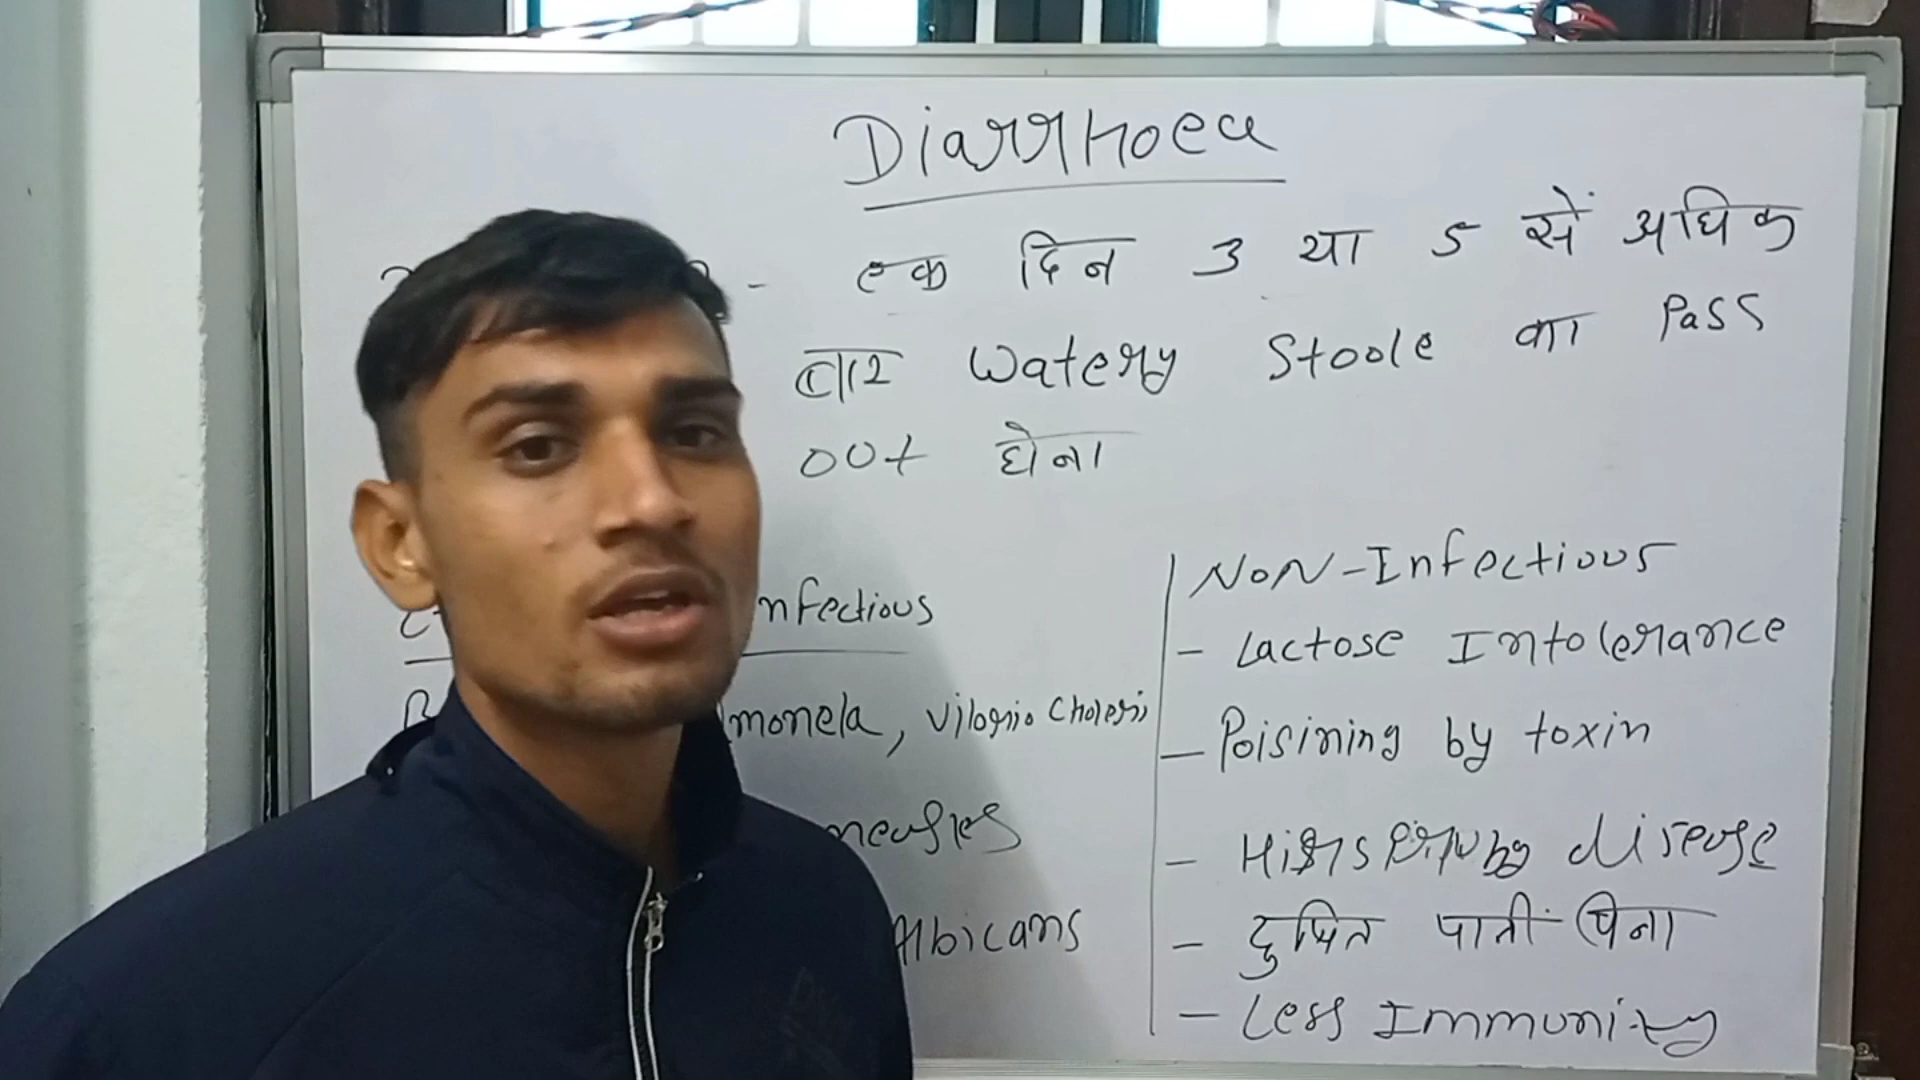 Diarrhoea
- एक दिन 3 या 5 सें अधिक
बार Watery Stoole का Pass
out होना
nfectious
monela, Vibrio Choleri
Albicans
NON-Infectious
- Lactose Intolerance
- Poisining by toxin
- disease
- दुषित पानी पिना
- Less Immunity